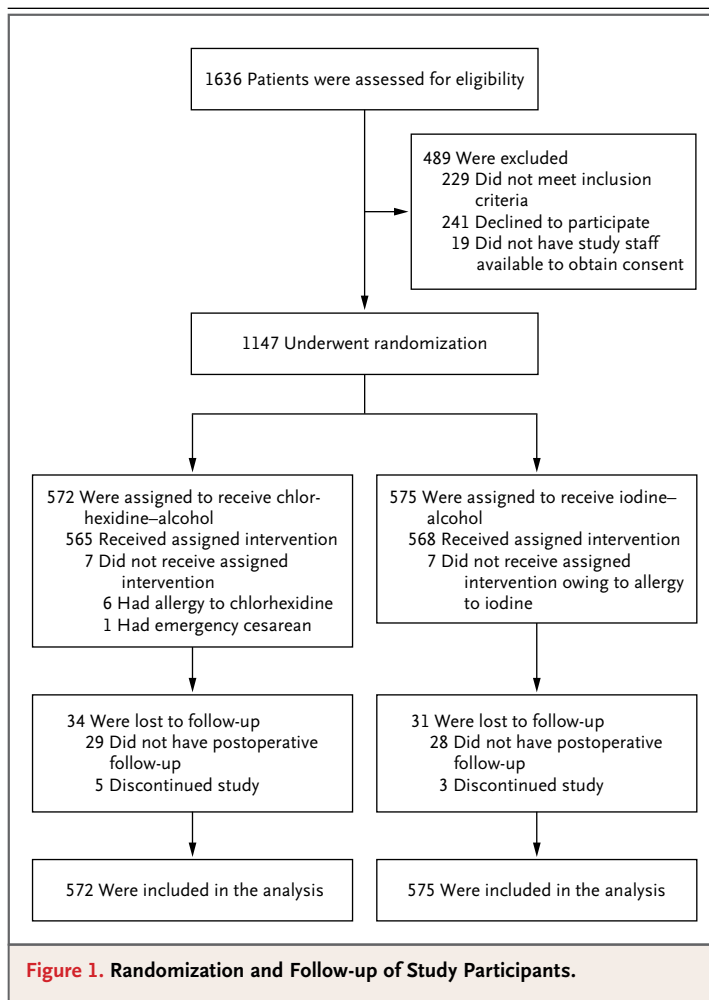 1636 Patients were assessed for eligibility
489 Were excluded
229 Did not meet inclusion
criteria
241 Declined to participate
19 Did not have study staff
available to obtain consent
1147 Underwent randomization
572 Were assigned to receive chlor-
hexidine–alcohol
565 Received assigned intervention
7 Did not receive assigned
intervention
6 Had allergy to chlorhexidine
1 Had emergency cesarean
575 Were assigned to receive iodine–
alcohol
568 Received assigned intervention
7 Did not receive assigned
intervention owing to allergy
to iodine
34 Were lost to follow-up
29 Did not have postoperative
follow-up
5 Discontinued study
31 Were lost to follow-up
28 Did not have postoperative
follow-up
3 Discontinued study
572 Were included in the analysis
575 Were included in the analysis
Figure 1. Randomization and Follow-up of Study Participants.